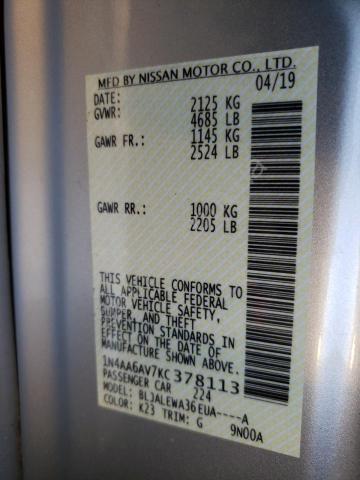 MFD BY NISSAN MOTOR CO., LTD.
DATE: 04/19
GVWR: 2125 KG
4685 LB
GAWR FR.: 1145 KG
2524 LB
GAWR RR.: 1000 KG
2205 LB
THIS VEHICLE CONFORMS TO
ALL APPLICABLE FEDERAL
MOTOR VEHICLE SAFETY,
BUMPER, AND THEFT
PREVENTION STANDARDS IN
EFFECT ON THE DATE OF
MANUFACTURE SHOWN ABOVE.
1N4AA6AV7KC378113
PASSENGER CAR 224
MODEL: BLJALEWA36EUA----A
COLOR: K23 TRIM: G 9N00A